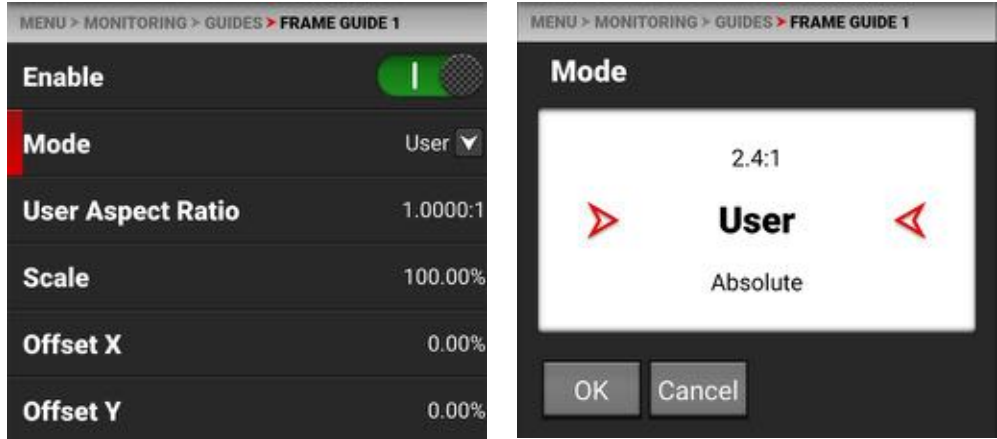 MENU > MONITORING > GUIDES > FRAME GUIDE 1
Enable
Mode User
User Aspect Ratio 1.0000:1
Scale 100.00%
Offset X 0.00%
Offset Y 0.00%
MENU > MONITORING > GUIDES > FRAME GUIDE 1
Mode
2.4:1
User
Absolute
OK Cancel